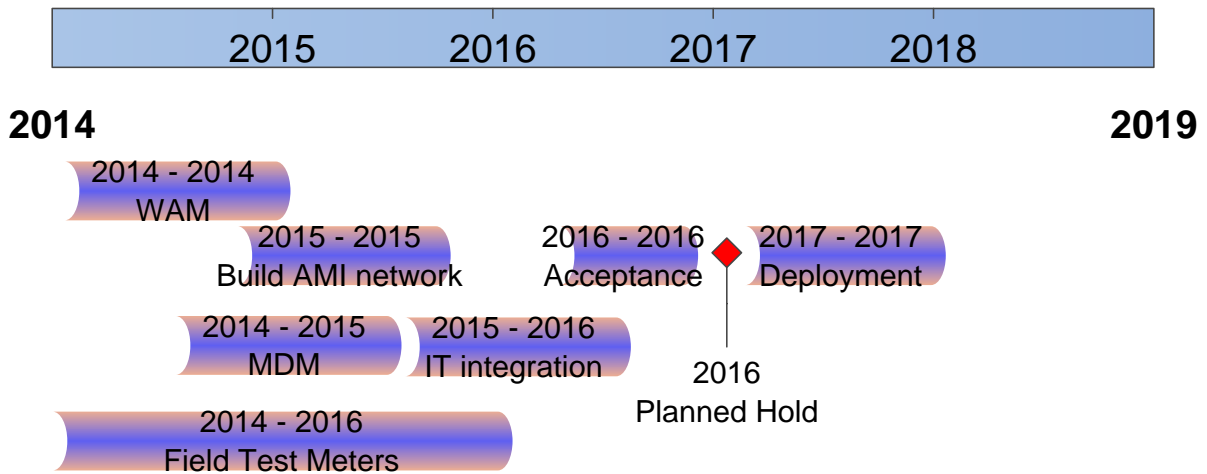 2015 2016 2017 2018
2014 2019
2014 - 2014
WAM
2015 - 2015
Build AMI network
2016 - 2016
Acceptance
2017 - 2017
Deployment
2014 - 2015
MDM
2015 - 2016
IT integration
2016
Planned Hold
2014 - 2016
Field Test Meters